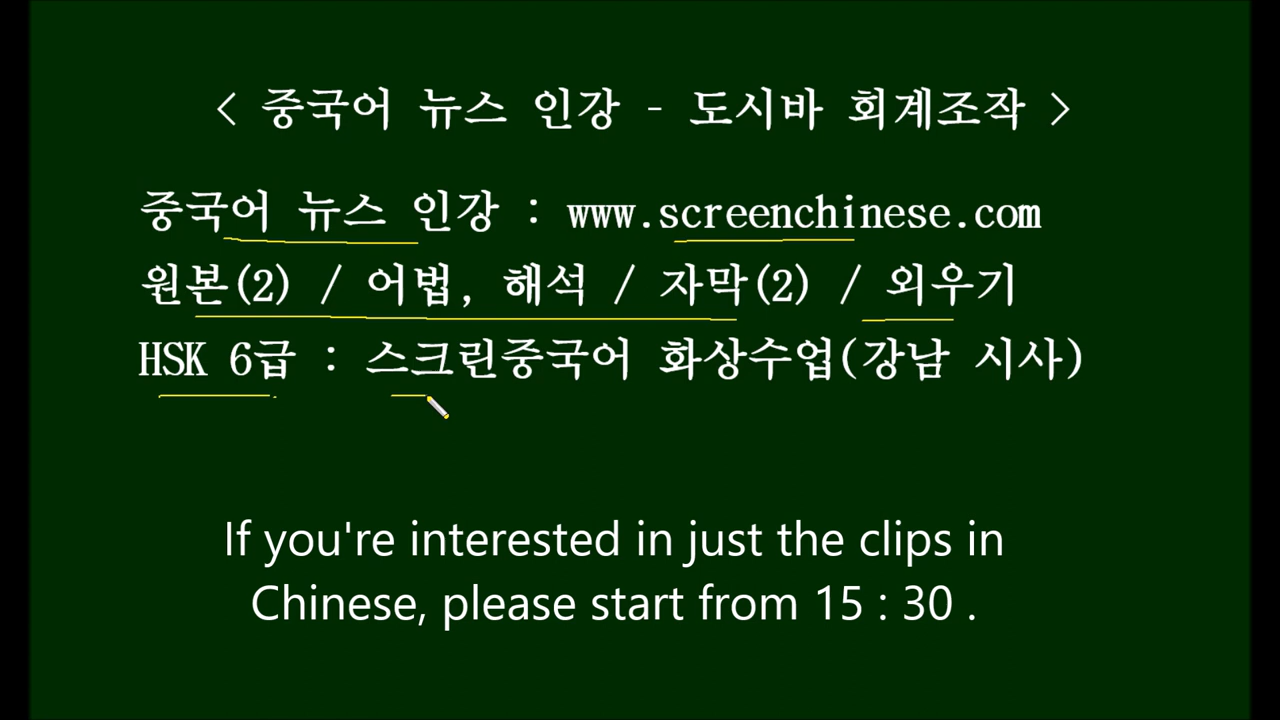 < 중국어 뉴스 인강 - 도시바 회계조작 >
중국어 뉴스 인강 : www.screenchinese.com
원본(2) / 어법, 해석 / 자막(2) / 외우기
HSK 6급 : 스크린중국어 화상수업(강남 시사)
If you're interested in just the clips in
Chinese, please start from 15 : 30 .